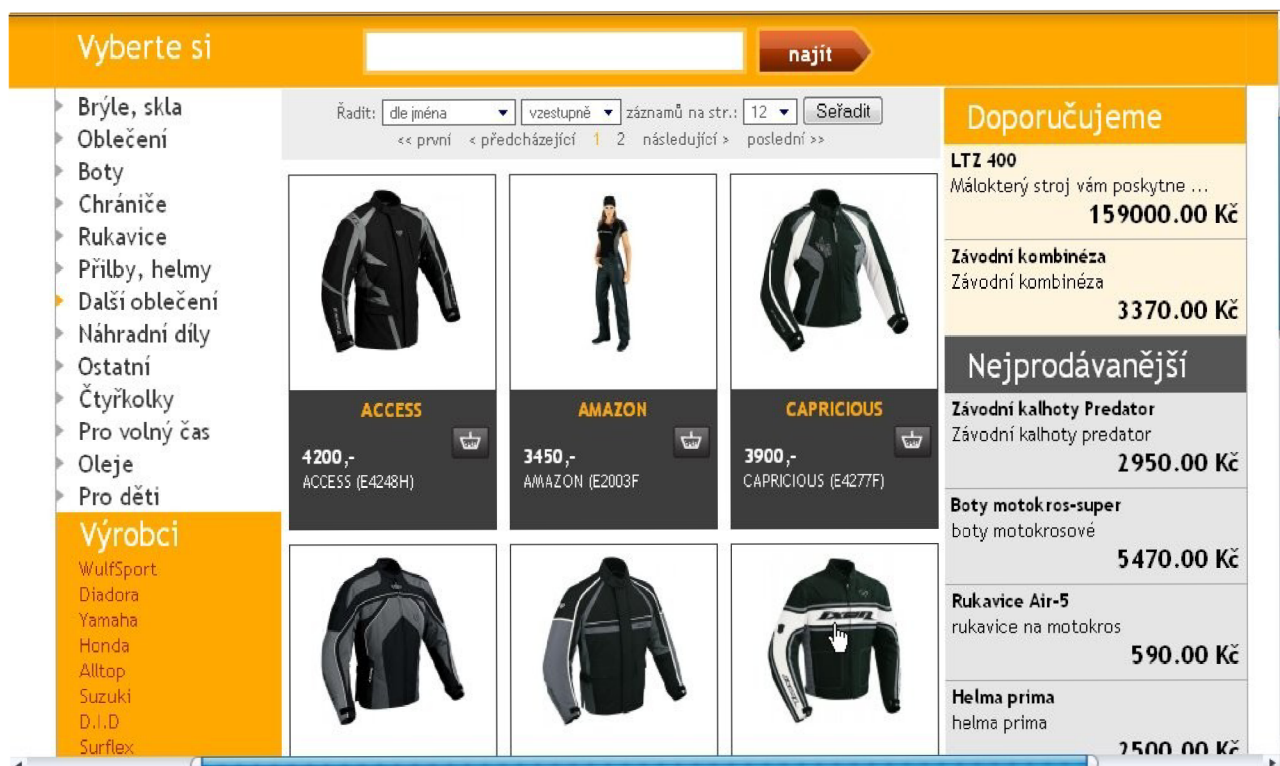 Vyberte si
najít
Brýle, skla
Oblečení
Boty
Chrániče
Rukavice
Přilby, helmy
Další oblečení
Náhradní díly
Ostatní
Čtyřkolky
Pro volný čas
Oleje
Pro děti
Výrobci
WulfSport
Diadora
Yamaha
Honda
Alltop
Suzuki
D.I.D
Surflex
Řadit: dle jména vzestupně záznamů na str.: 12 Seřadit
<< první < předcházející 1 2 následující > poslední >>
ACCESS
4200,-
ACCESS (E4248H)
AMAZON
3450,-
AMAZON (E2003F
CAPRICIOUS
3900,-
CAPRICIOUS (E4277F)
IXON
Doporučujeme
LTZ 400
Málokterý stroj vám poskytne ...
159000.00 Kč
Závodní kombinéza
Závodní kombinéza
3370.00 Kč
Nejprodávanější
Závodní kalhoty Predator
Závodní kalhoty predator
2950.00 Kč
Boty motokros-super
boty motokrosové
5470.00 Kč
Rukavice Air-5
rukavice na motokros
590.00 Kč
Helma prima
helma prima
2500.00 Kč